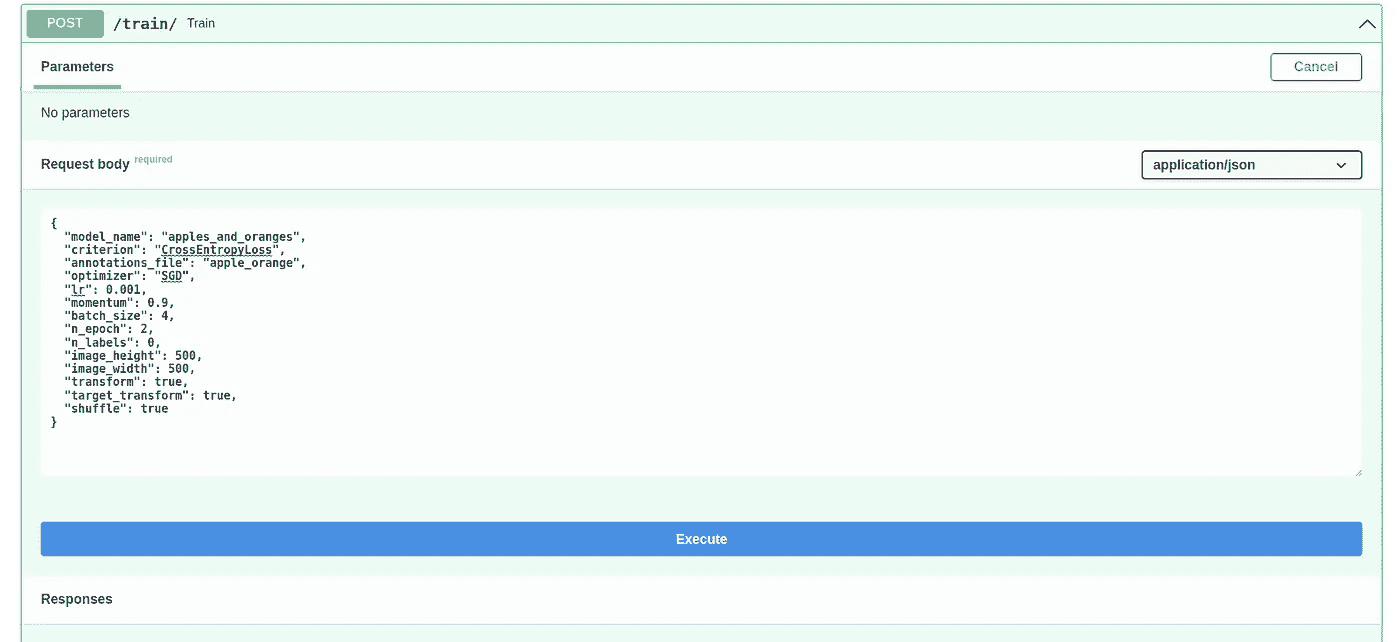 POST /train/ Train
Parameters
Cancel
No parameters
Request body required
application/json
{
"model_name": "apples_and_oranges",
"criterion": "CrossEntropyLoss",
"annotations_file": "apple_orange",
"optimizer": "SGD",
"lr": 0.001,
"momentum": 0.9,
"batch_size": 4,
"n_epoch": 2,
"n_labels": 0,
"image_height": 500,
"image_width": 500,
"transform": true,
"target_transform": true,
"shuffle": true
}
Execute
Responses